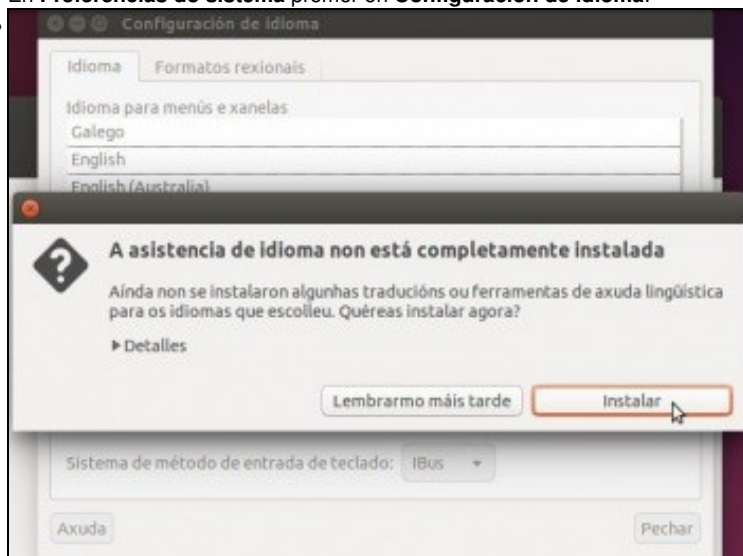 En Preferencias do sistema premer en Configuración de idioma.
Configuración de idioma
Idioma Formatos rexionais
Idioma para menús e xanelas
Galego
English
English (Australia)
A asistencia de idioma non está completamente instalada
Aínda non se instalaron algunhas traducións ou ferramentas de axuda lingüística
para os idiomas que escolleu. Quéreas instalar agora?
Detalles
Lembrarmo máis tarde Instalar
Sistema de método de entrada de teclado: IBus
Axuda Pechar